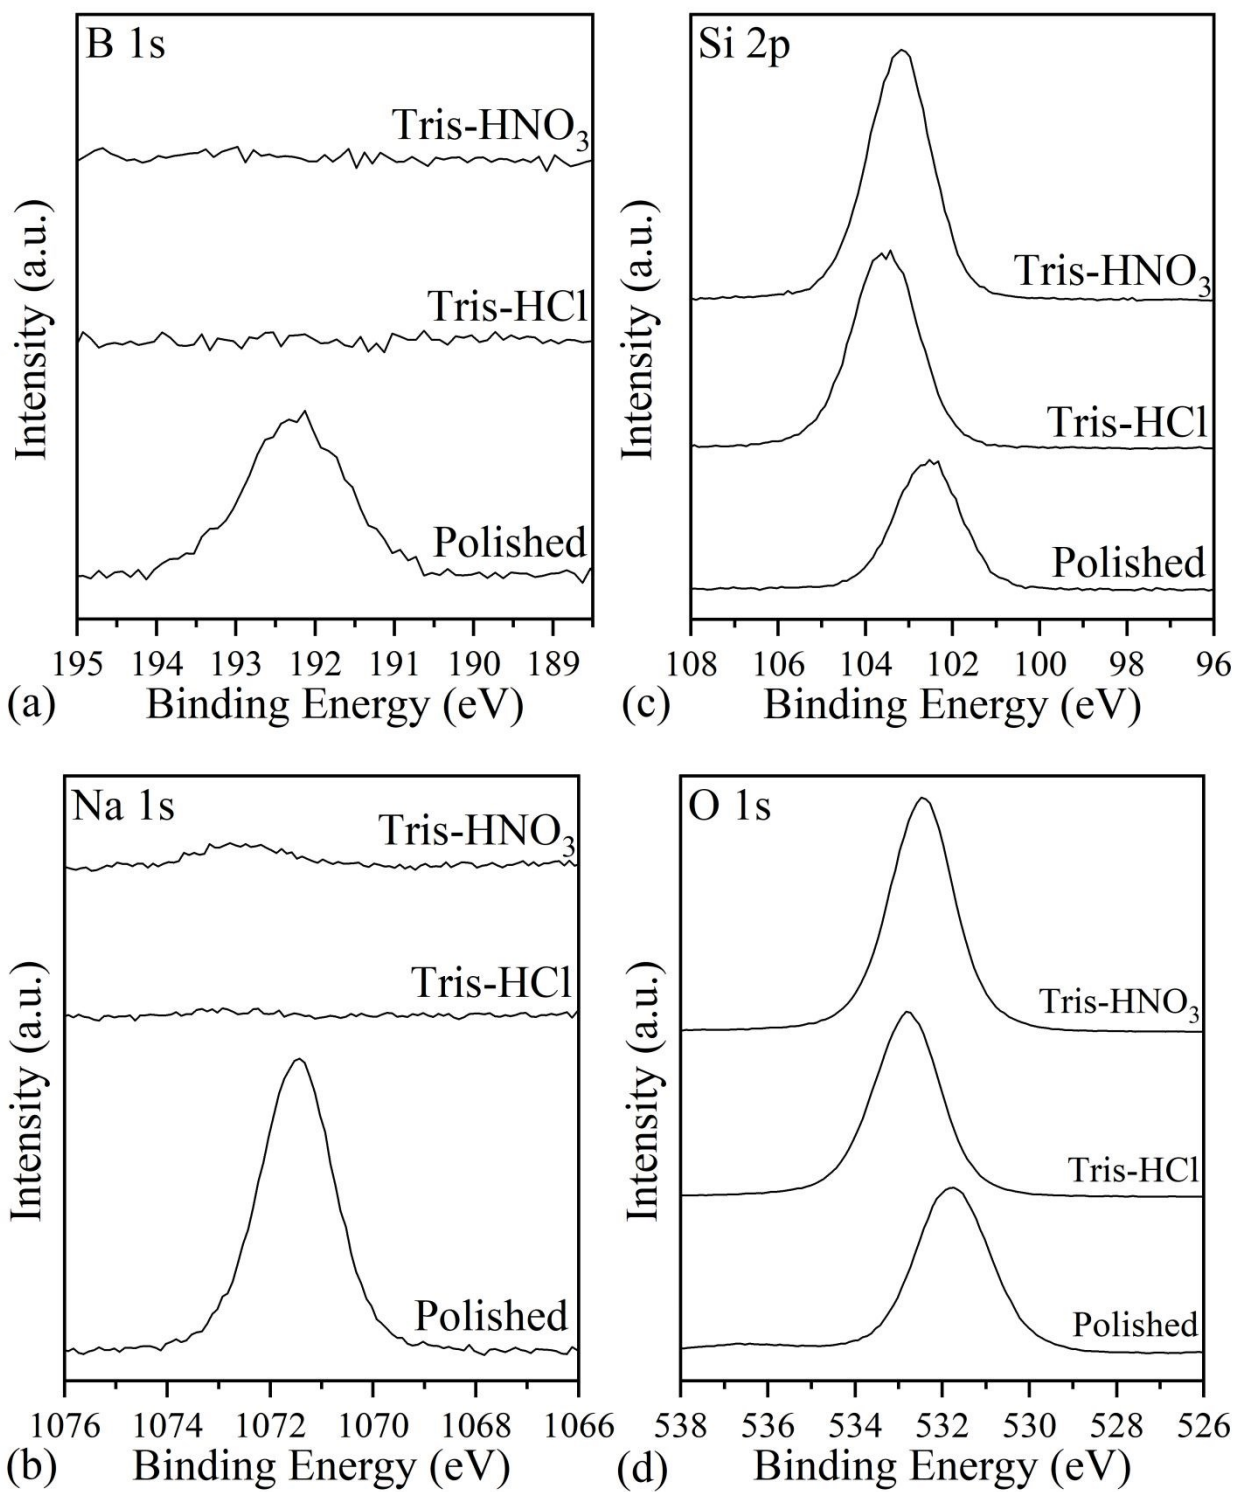 B 1s
Tris-HNO₃
Tris-HCl
Polished
Intensity (a.u.)
195 194 193 192 191 190 189
(a) Binding Energy (eV)
Si 2p
Tris-HNO₃
Tris-HCl
Polished
Intensity (a.u.)
108 106 104 102 100 98 96
(c) Binding Energy (eV)
Na 1s
Tris-HNO₃
Tris-HCl
Polished
Intensity (a.u.)
1076 1074 1072 1070 1068 1066
(b) Binding Energy (eV)
O 1s
Tris-HNO₃
Tris-HCl
Polished
Intensity (a.u.)
538 536 534 532 530 528 526
(d) Binding Energy (eV)